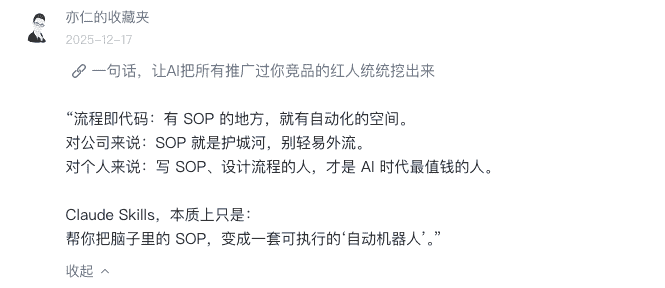 亦仁的收藏夹
2025-12-17
一句话，让AI把所有推广过你竞品的红人统统挖出来
“流程即代码：有 SOP 的地方，就有自动化的空间。
对公司来说：SOP 就是护城河，别轻易外流。
对个人来说：写 SOP、设计流程的人，才是 AI 时代最值钱的人。
Claude Skills，本质上只是：
帮你把脑子里的 SOP，变成一套可执行的‘自动机器人’。”
收起